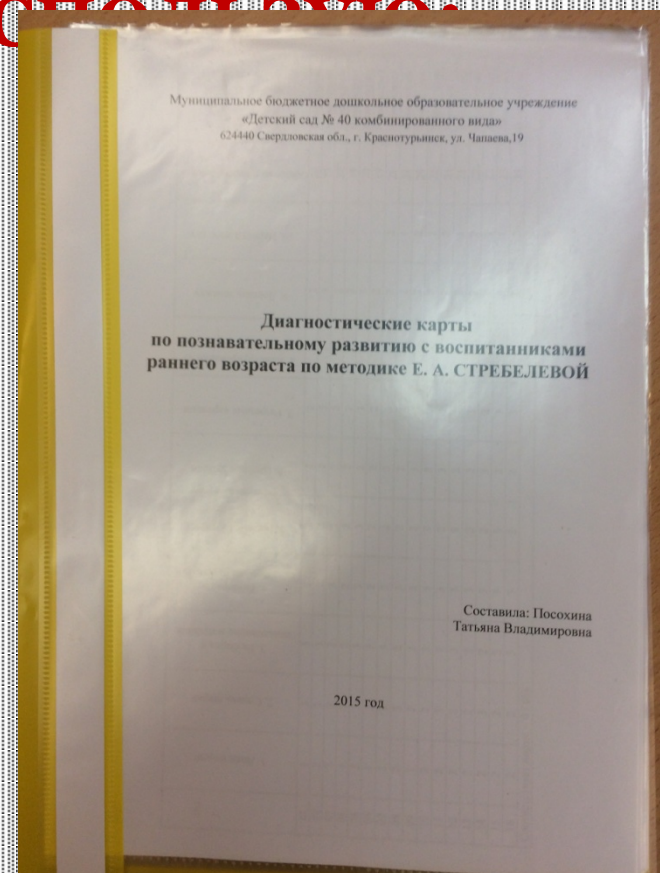 Муниципальное бюджетное дошкольное образовательное учреждение
«Детский сад № 40 комбинированного вида»
624440 Свердловская обл., г. Краснотурьинск, ул. Чапаева,19
Диагностические карты
по познавательному развитию с воспитанниками
раннего возраста по методике Е. А. СТРЕБЕЛЕВОЙ
Составила: Посохина
Татьяна Владимировна
2015 год